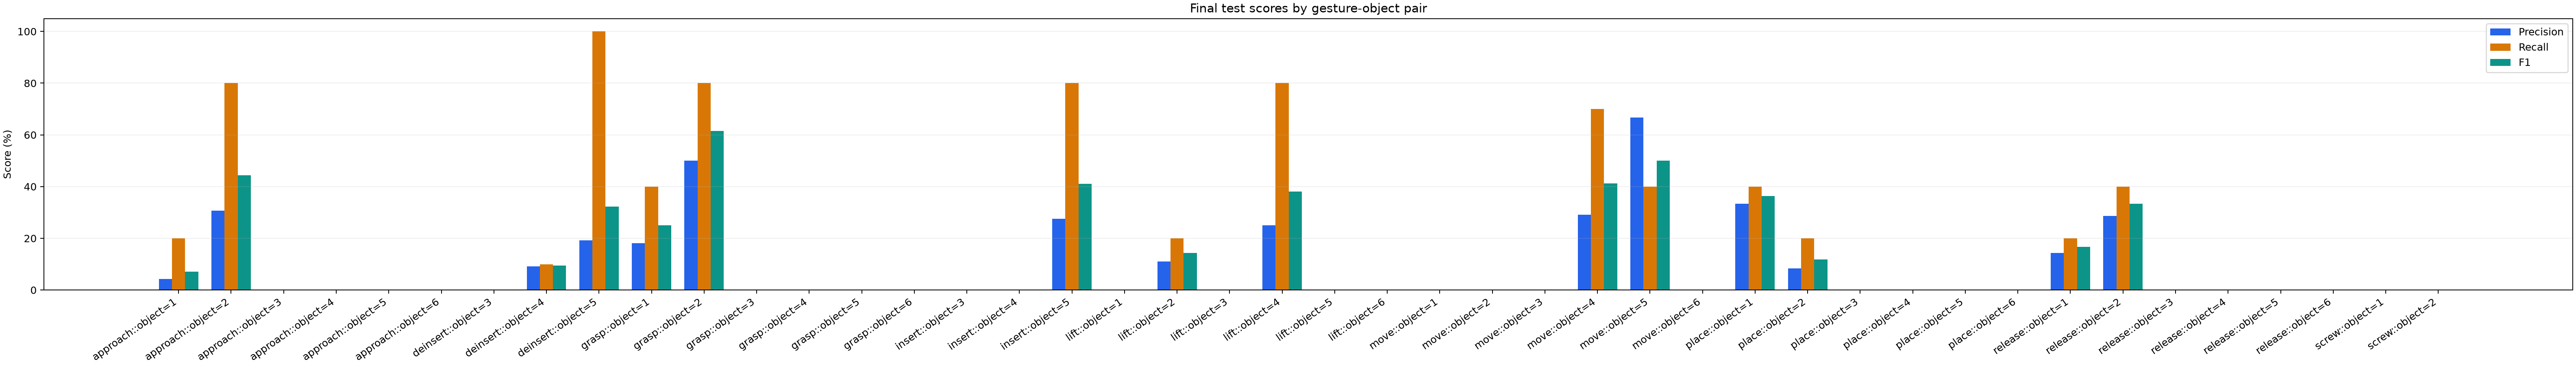 Final test scores by gesture-object pair
Precision
Recall
F1
Score (%)
100
80
60
40
20
0
approach::object=1
approach::object=2
approach::object=3
approach::object=4
approach::object=5
approach::object=6
deinsert::object=3
deinsert::object=4
deinsert::object=5
grasp::object=1
grasp::object=2
grasp::object=3
grasp::object=4
grasp::object=5
grasp::object=6
insert::object=3
insert::object=4
insert::object=5
lift::object=1
lift::object=2
lift::object=3
lift::object=4
lift::object=5
lift::object=6
move::object=1
move::object=2
move::object=3
move::object=4
move::object=5
move::object=6
place::object=1
place::object=2
place::object=3
place::object=4
place::object=5
place::object=6
release::object=1
release::object=2
release::object=3
release::object=4
release::object=5
release::object=6
screw::object=1
screw::object=2